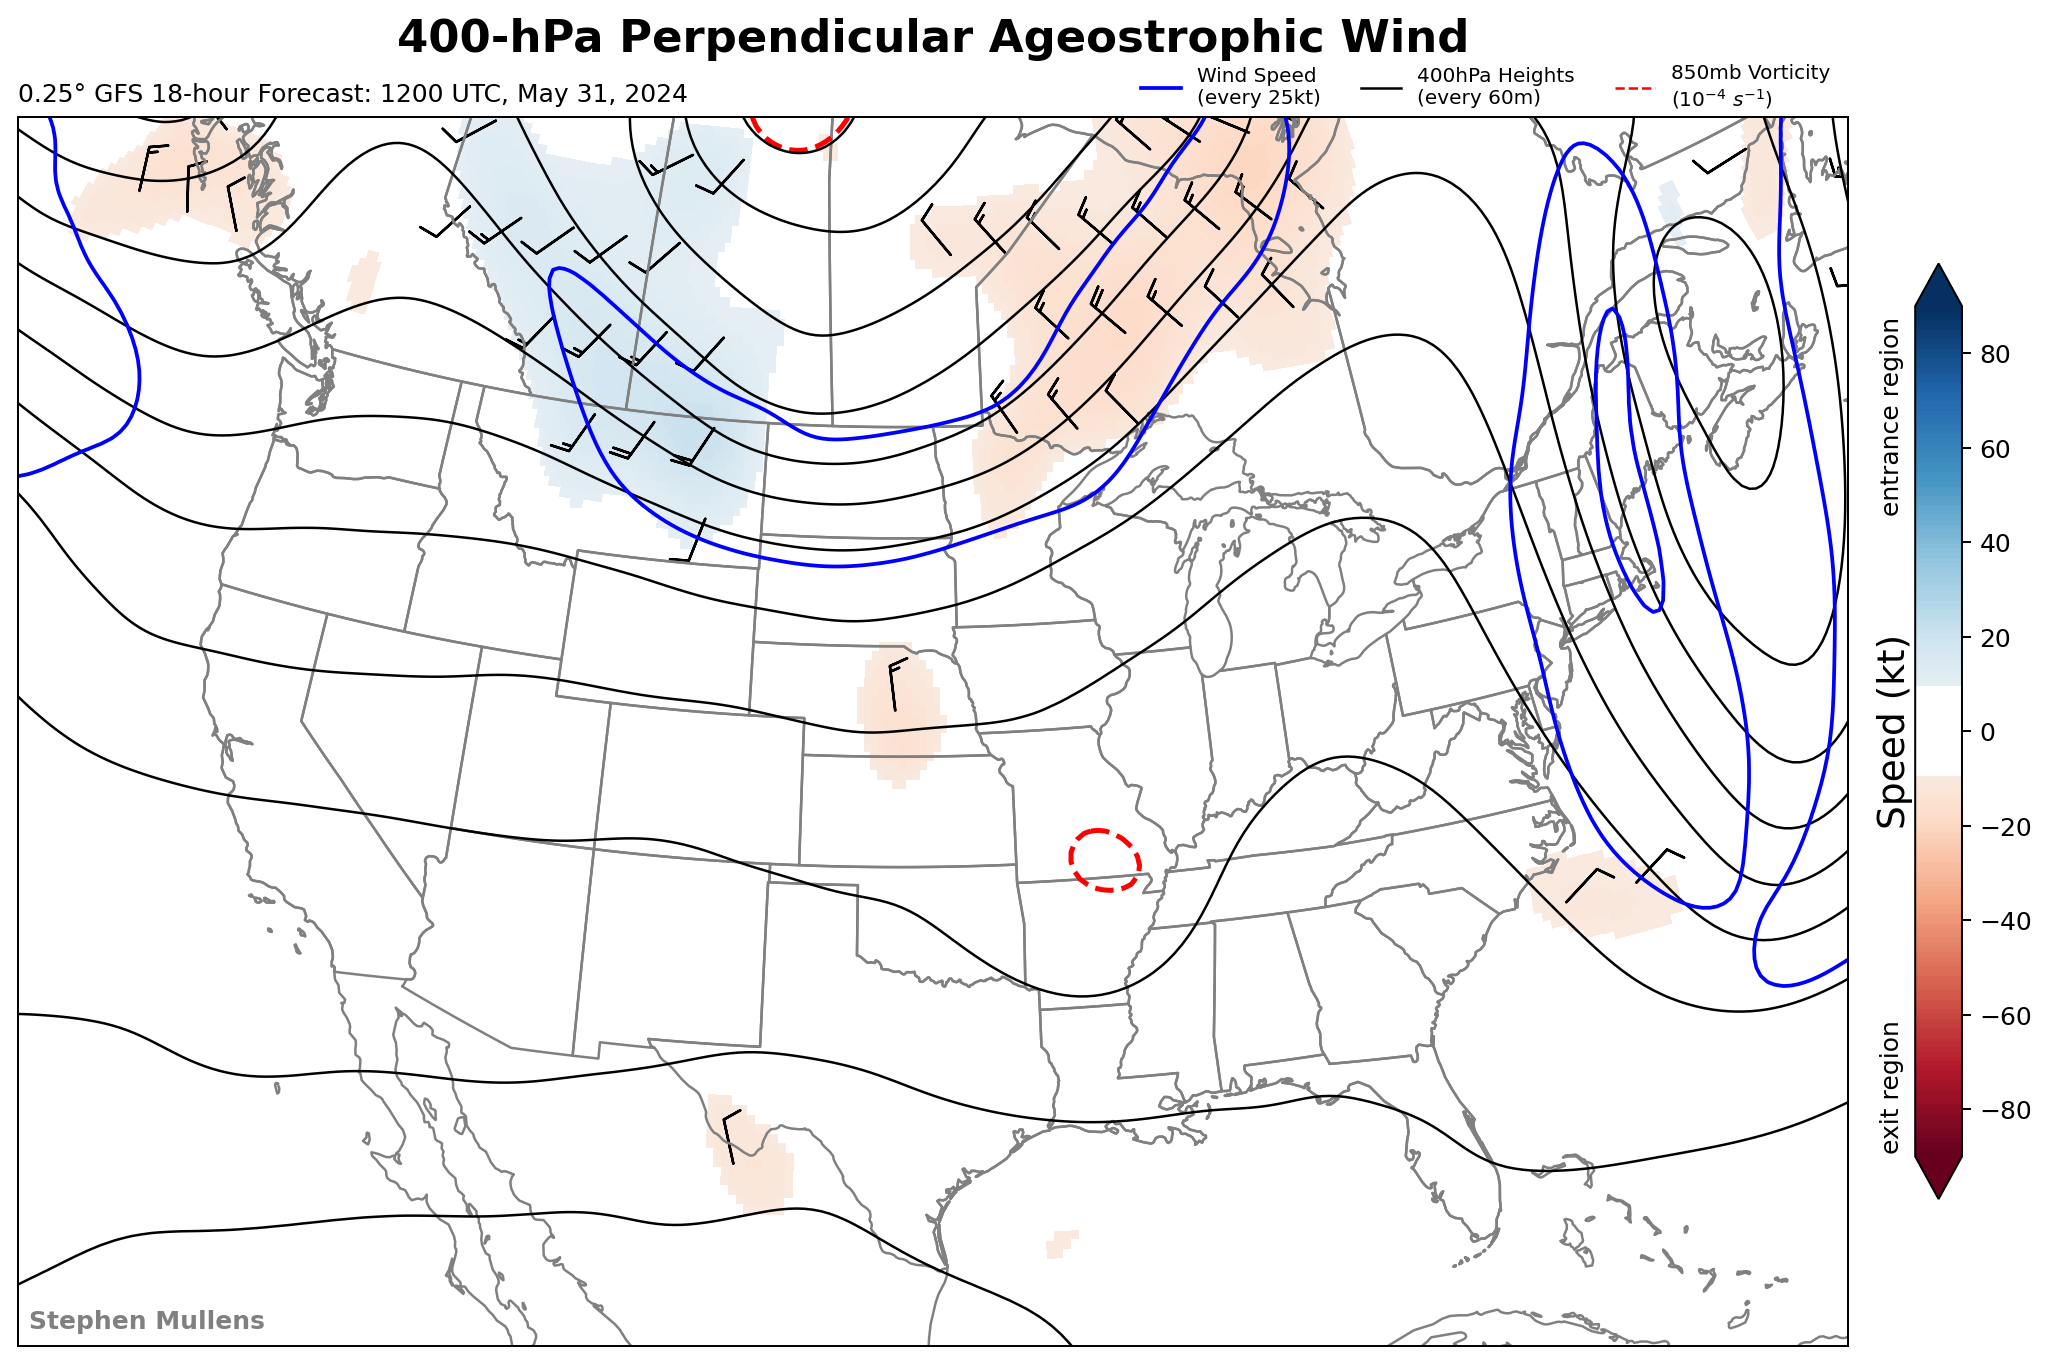 400-hPa Perpendicular Ageostrophic Wind
0.25° GFS 18-hour Forecast: 1200 UTC, May 31, 2024
Wind Speed
(every 25kt)
400hPa Heights
(every 60m)
850mb Vorticity
(10⁻⁴ s⁻¹)
entrance region
Speed (kt)
exit region
80
60
40
20
0
−20
−40
−60
−80
Stephen Mullens